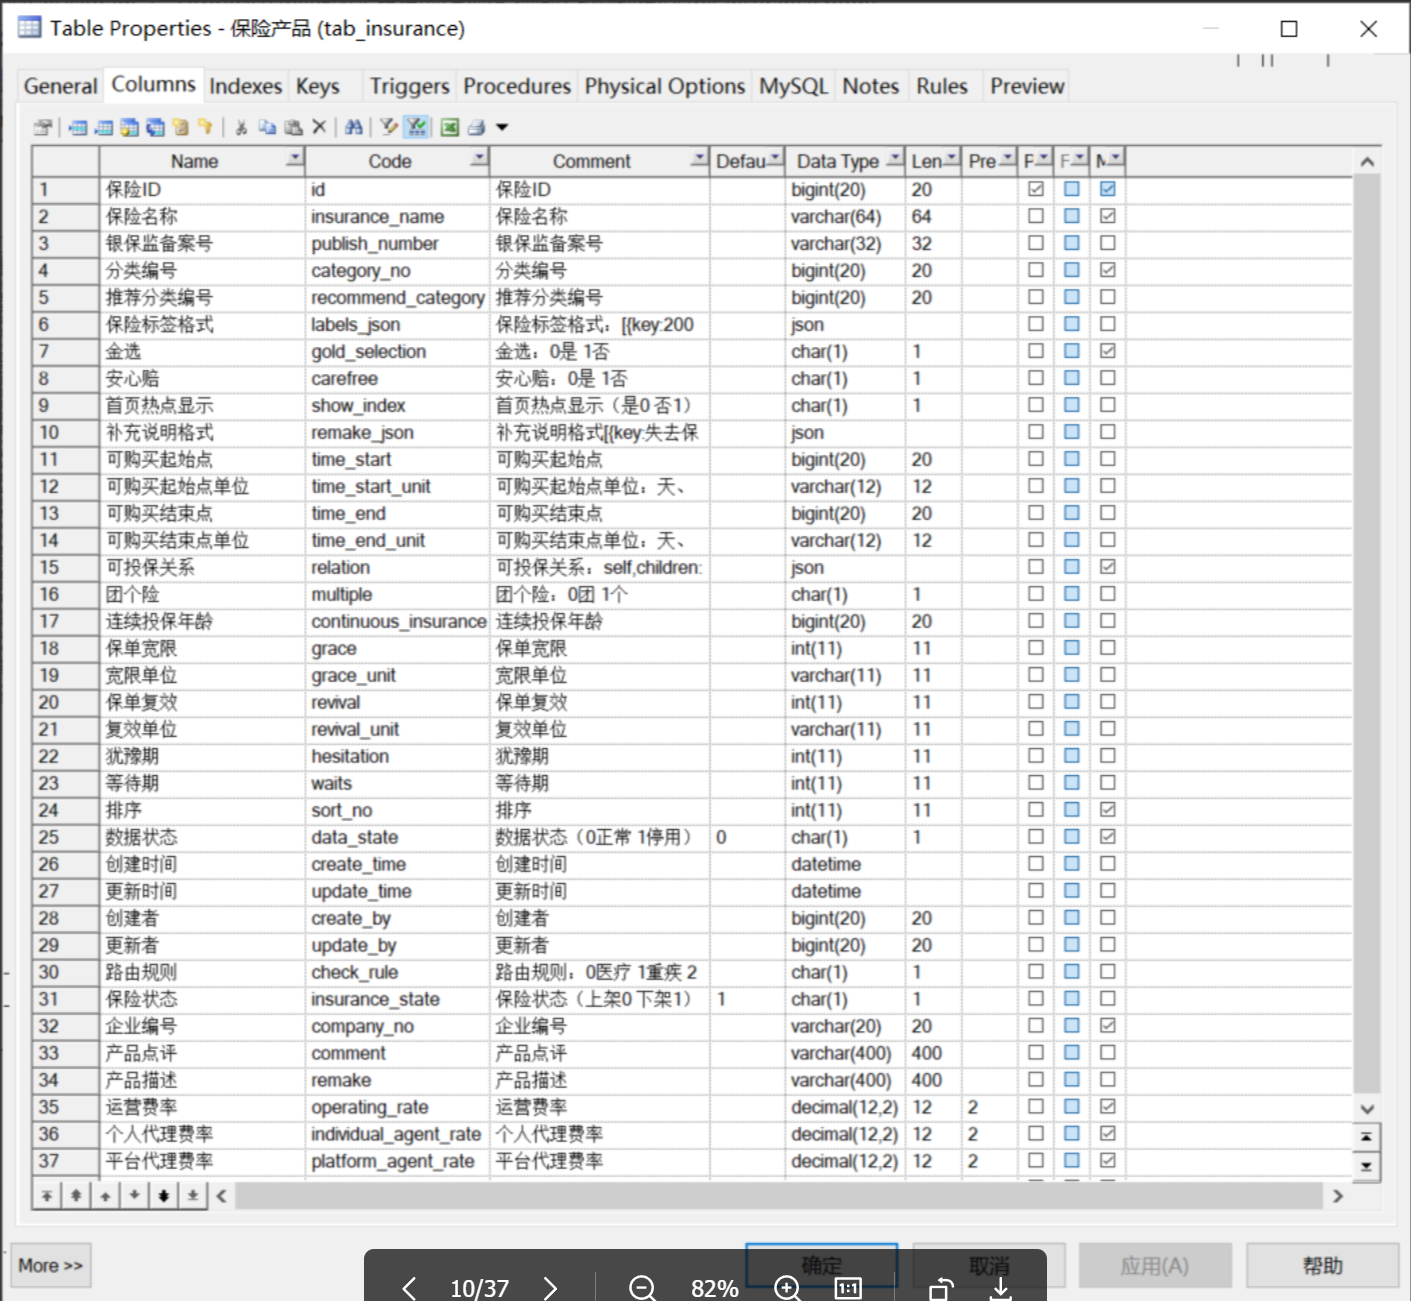 Table Properties - 保险产品 (tab_insurance)
General Columns Indexes Keys Triggers Procedures Physical Options MySQL Notes Rules Preview
Name Code Comment Defau Data Type Len Pre P F M
1 保险ID id 保险ID bigint(20) 20
2 保险名称 insurance_name 保险名称 varchar(64) 64
3 银保监备案号 publish_number 银保监备案号 varchar(32) 32
4 分类编号 category_no 分类编号 bigint(20) 20
5 推荐分类编号 recommend_category 推荐分类编号 bigint(20) 20
6 保险标签格式 labels_json 保险标签格式：[{key:200 json
7 金选 gold_selection 金选：0是 1否 char(1) 1
8 安心赔 carefree 安心赔：0是 1否 char(1) 1
9 首页热点显示 show_index 首页热点显示（是0 否1） char(1) 1
10 补充说明格式 remake_json 补充说明格式[{key:失去保 json
11 可购买起始点 time_start 可购买起始点 bigint(20) 20
12 可购买起始点单位 time_start_unit 可购买起始点单位：天、 varchar(12) 12
13 可购买结束点 time_end 可购买结束点 bigint(20) 20
14 可购买结束点单位 time_end_unit 可购买结束点单位：天、 varchar(12) 12
15 可投保关系 relation 可投保关系：self,children: json
16 团个险 multiple 团个险：0团 1个 char(1) 1
17 连续投保年龄 continuous_insurance 连续投保年龄 bigint(20) 20
18 保单宽限 grace 保单宽限 int(11) 11
19 宽限单位 grace_unit 宽限单位 varchar(11) 11
20 保单复效 revival 保单复效 int(11) 11
21 复效单位 revival_unit 复效单位 varchar(11) 11
22 犹豫期 hesitation 犹豫期 int(11) 11
23 等待期 waits 等待期 int(11) 11
24 排序 sort_no 排序 int(11) 11
25 数据状态 data_state 数据状态（0正常 1停用） 0 char(1) 1
26 创建时间 create_time 创建时间 datetime
27 更新时间 update_time 更新时间 datetime
28 创建者 create_by 创建者 bigint(20) 20
29 更新者 update_by 更新者 bigint(20) 20
30 路由规则 check_rule 路由规则：0医疗 1重疾 2 char(1) 1
31 保险状态 insurance_state 保险状态（上架0 下架1） 1 char(1) 1
32 企业编号 company_no 企业编号 varchar(20) 20
33 产品点评 comment 产品点评 varchar(400) 400
34 产品描述 remake 产品描述 varchar(400) 400
35 运营费率 operating_rate 运营费率 decimal(12,2) 12 2
36 个人代理费率 individual_agent_rate 个人代理费率 decimal(12,2) 12 2
37 平台代理费率 platform_agent_rate 平台代理费率 decimal(12,2) 12 2
More >> 确定 取消 应用(A) 帮助
10/37 82% 1:1